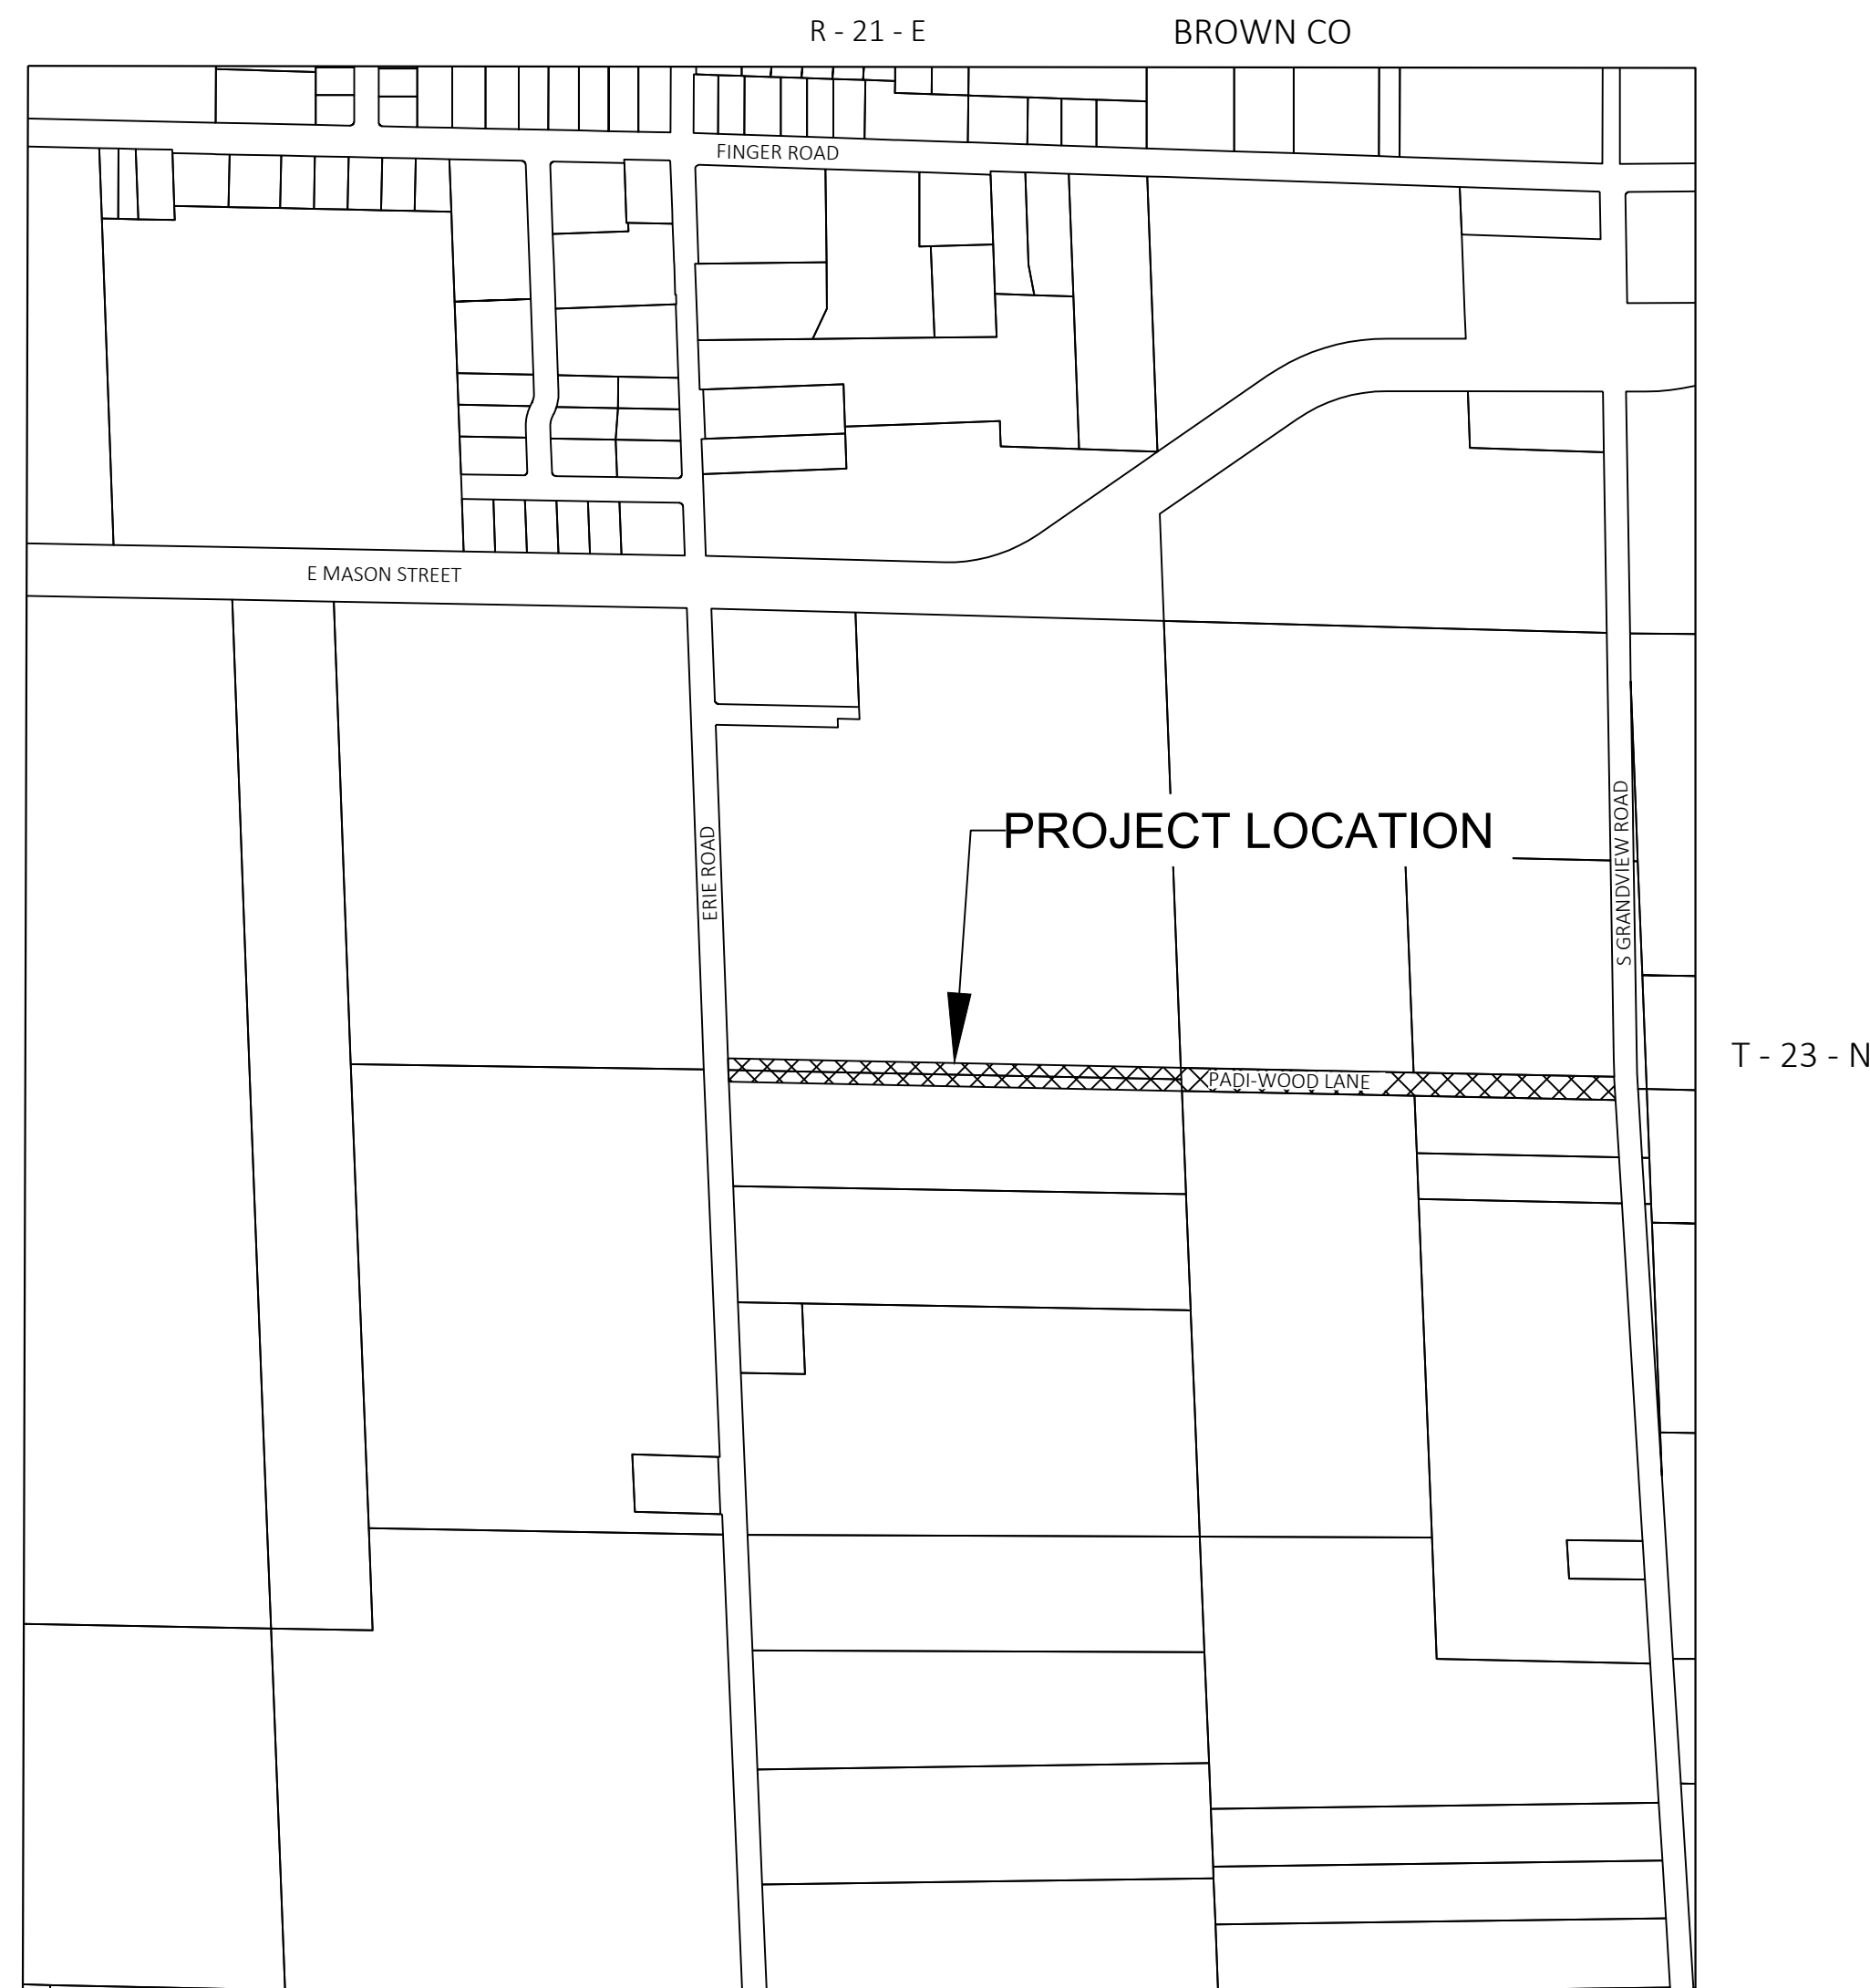 R - 21 - E
BROWN CO
FINGER ROAD
E MASON STREET
PROJECT LOCATION
ERIE ROAD
S GRANDVIEW ROAD
T - 23 - N
PADI-WOOD LANE